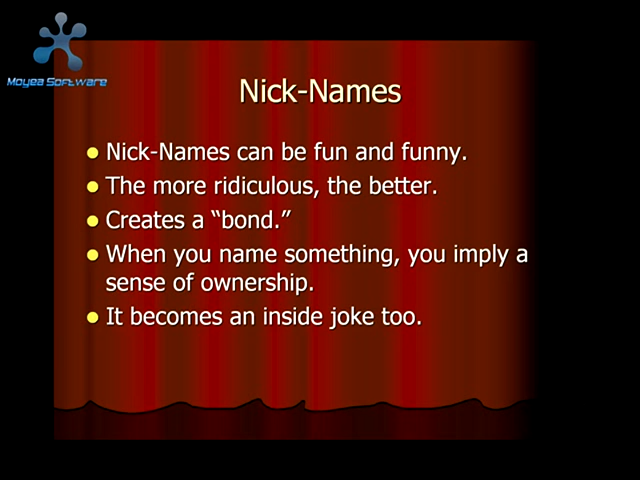 Moyea Software
Nick-Names
Nick-Names can be fun and funny.
The more ridiculous, the better.
Creates a “bond.”
When you name something, you imply a
sense of ownership.
It becomes an inside joke too.